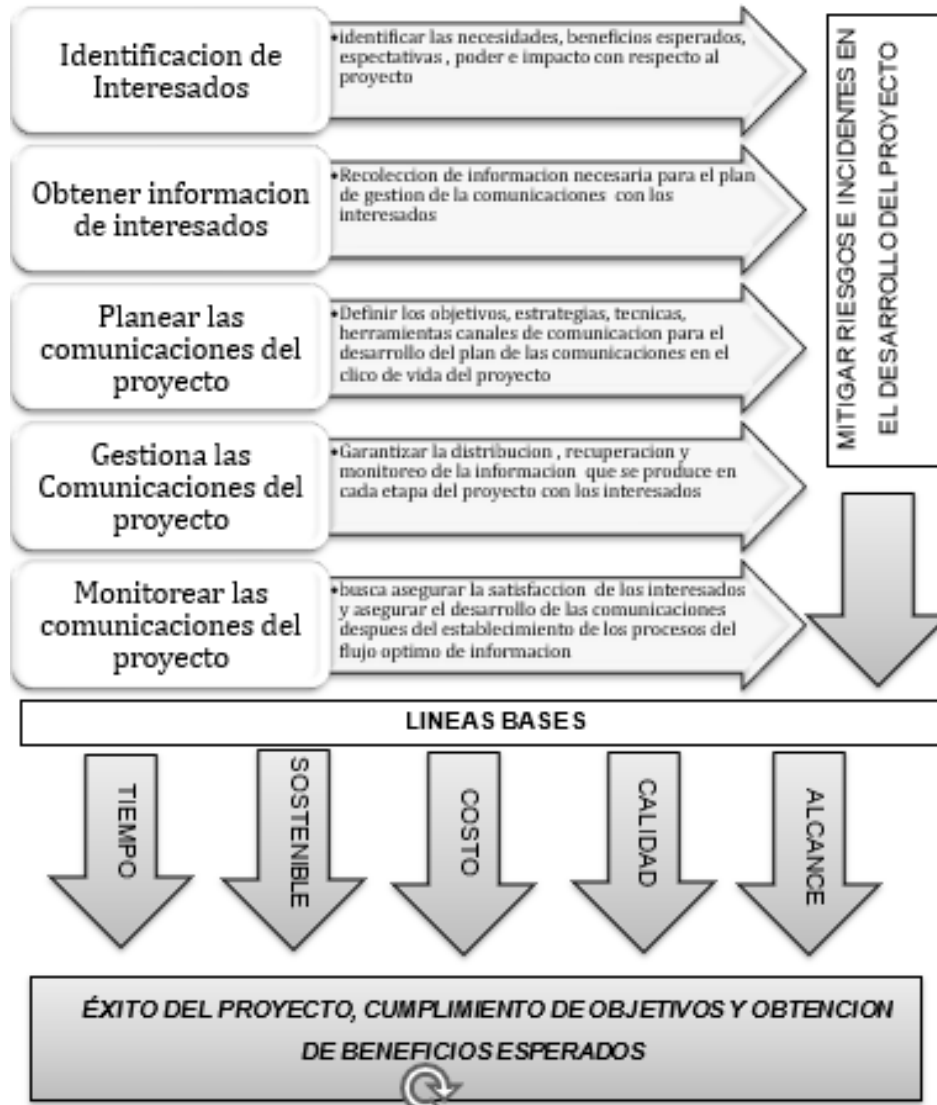 Identificacion de
Interesados
•identificar las necesidades, beneficios esperados,
espectativas , poder e impacto con respecto al
proyecto
Obtener informacion
de interesados
•Recoleccion de informacion necesaria para el plan
de gestion de la comunicaciones con los
interesados
Planear las
comunicaciones del
proyecto
•Definir los objetivos, estrategias, tecnicas,
herramientas canales de comunicacion para el
desarrollo del plan de las comunicaciones en el
clico de vida del proyecto
Gestiona las
Comunicaciones del
proyecto
•Garantizar la distribucion , recuperacion y
monitoreo de la informacion que se produce en
cada etapa del proyecto con los interesados
Monitorear las
comunicaciones del
proyecto
•busca asegurar la satisfaccion de los interesados
y asegurar el desarrollo de las comunicaciones
despues del establecimiento de los procesos del
flujo optimo de informacion
MITIGAR RIESGOS E INCIDENTES EN
EL DESARROLLO DEL PROYECTO
LINEAS BASES
TIEMPO
SOSTENIBLE
COSTO
CALIDAD
ALCANCE
ÉXITO DEL PROYECTO, CUMPLIMIENTO DE OBJETIVOS Y OBTENCION
DE BENEFICIOS ESPERADOS